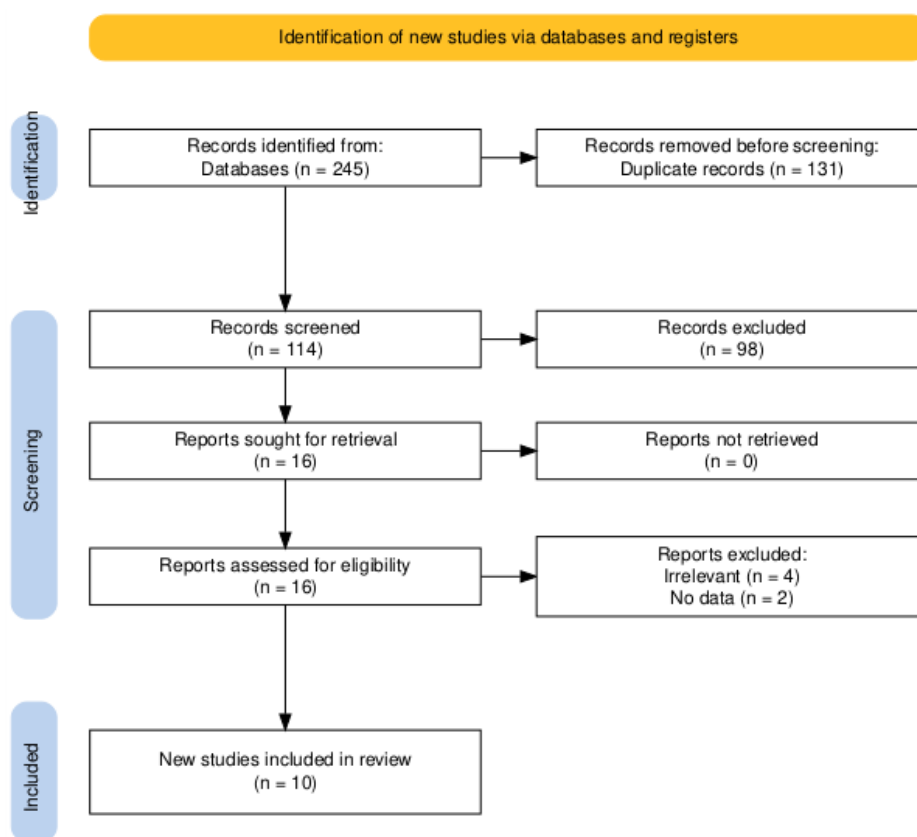 Identification of new studies via databases and registers
Identification
Records identified from:
Databases (n = 245)
Records removed before screening:
Duplicate records (n = 131)
Screening
Records screened
(n = 114)
Records excluded
(n = 98)
Reports sought for retrieval
(n = 16)
Reports not retrieved
(n = 0)
Reports assessed for eligibility
(n = 16)
Reports excluded:
Irrelevant (n = 4)
No data (n = 2)
Included
New studies included in review
(n = 10)